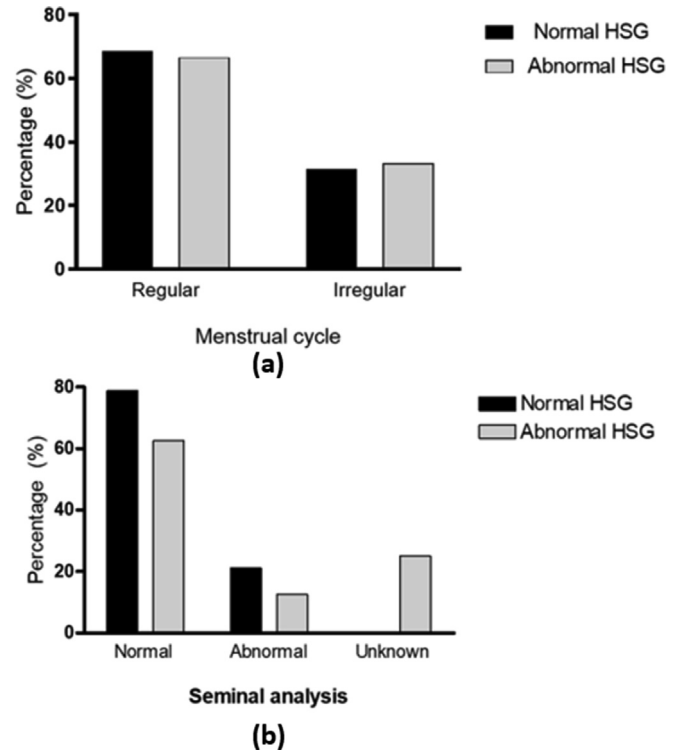 80
60
40
20
0
Percentage (%)
Normal HSG
Abnormal HSG
Regular Irregular
Menstrual cycle
(a)
80
60
40
20
0
Percentage (%)
Normal HSG
Abnormal HSG
Normal Abnormal Unknown
Seminal analysis
(b)